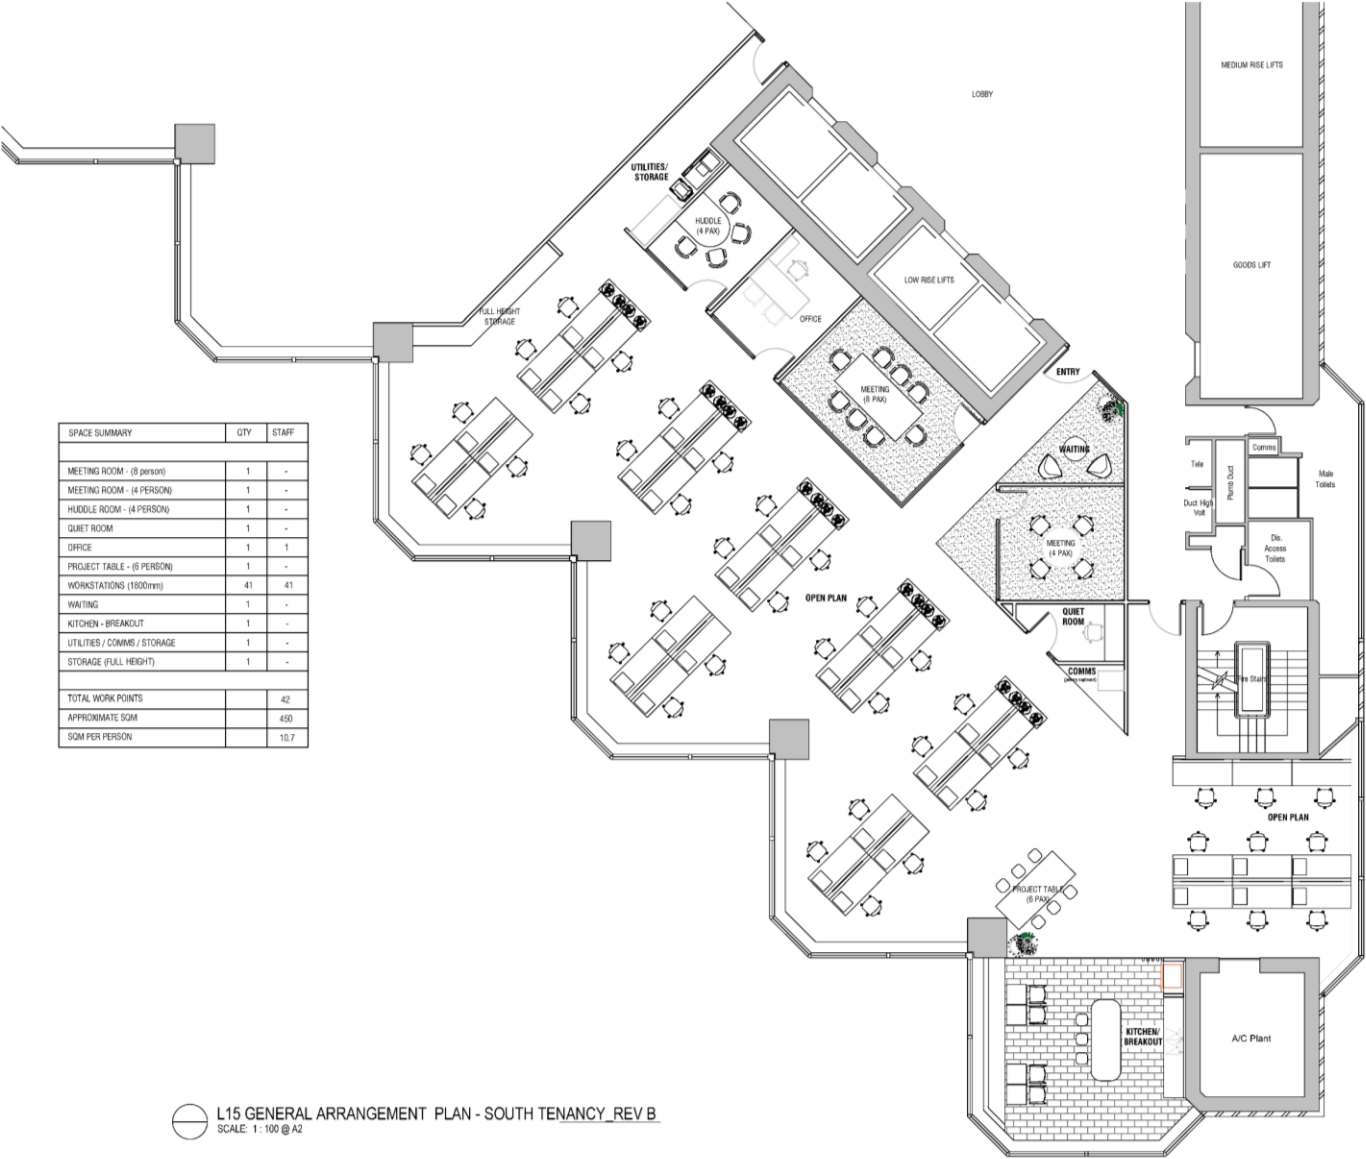 MEDIUM RISE LIFTS
LOBBY
UTILITIES/
STORAGE
HUDDLE
(4 PAX)
GOODS LIFT
LOW RISE LIFTS
OFFICE
FULL HEIGHT
STORAGE
ENTRY
MEETING
(8 PAX)
WAITING
Comms
Tele
Plumb Duct
Male
Toilets
Duct High
Volt
Dis.
Access
Toilets
MEETING
(4 PAX)
OPEN PLAN
QUIET
ROOM
COMMS
Fire Stairs
SPACE SUMMARY QTY STAFF
MEETING ROOM - (8 person) 1 -
MEETING ROOM - (4 PERSON) 1 -
HUDDLE ROOM - (4 PERSON) 1 -
QUIET ROOM 1 -
OFFICE 1 1
PROJECT TABLE - (6 PERSON) 1 -
WORKSTATIONS (1800mm) 41 41
WAITING 1 -
KITCHEN - BREAKOUT 1 -
UTILITIES / COMMS / STORAGE 1 -
STORAGE (FULL HEIGHT) 1 -
TOTAL WORK POINTS 42
APPROXIMATE SQM 450
SQM PER PERSON 10.7
OPEN PLAN
PROJECT TABLE
(6 PAX)
KITCHEN/
BREAKOUT
A/C Plant
L15 GENERAL ARRANGEMENT PLAN - SOUTH TENANCY_REV B
SCALE: 1 : 100 @ A2